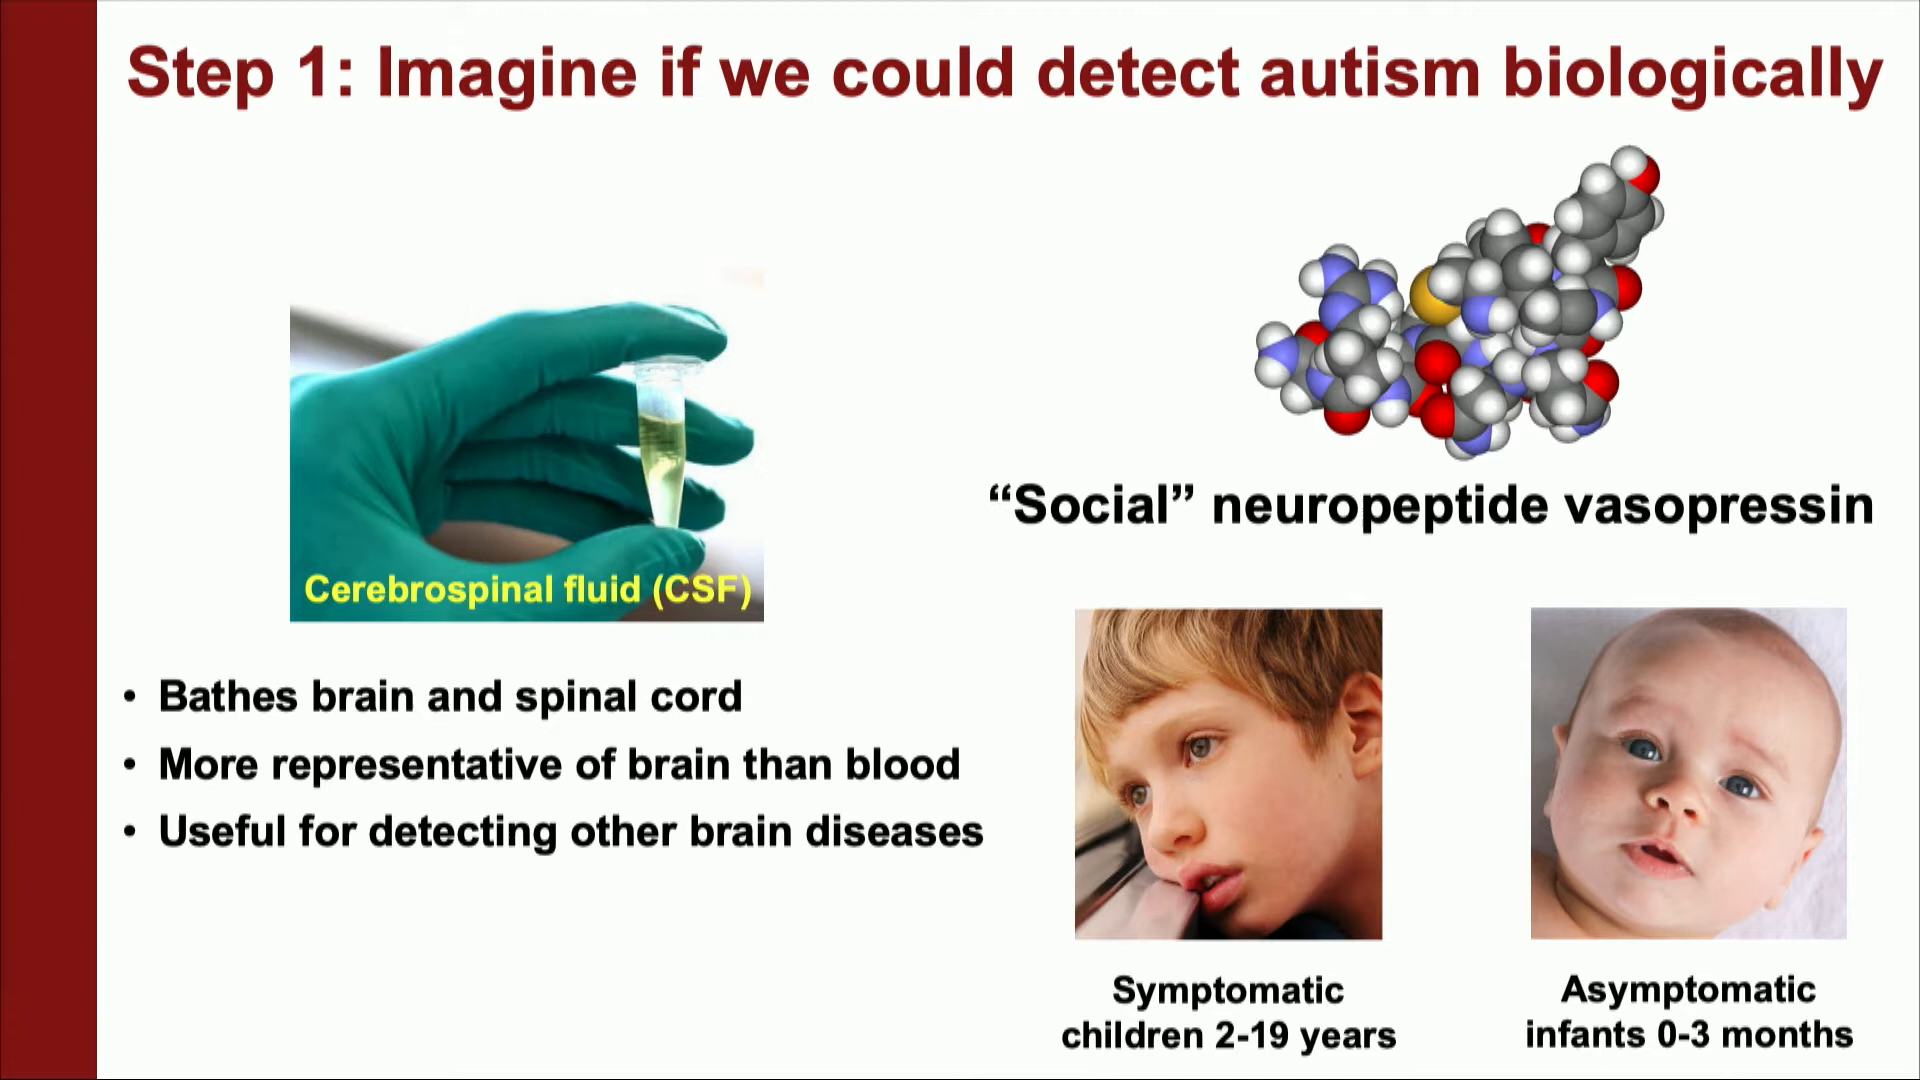 Step 1: Imagine if we could detect autism biologically
Cerebrospinal fluid (CSF)
• Bathes brain and spinal cord
• More representative of brain than blood
• Useful for detecting other brain diseases
“Social” neuropeptide vasopressin
Symptomatic
children 2-19 years
Asymptomatic
infants 0-3 months